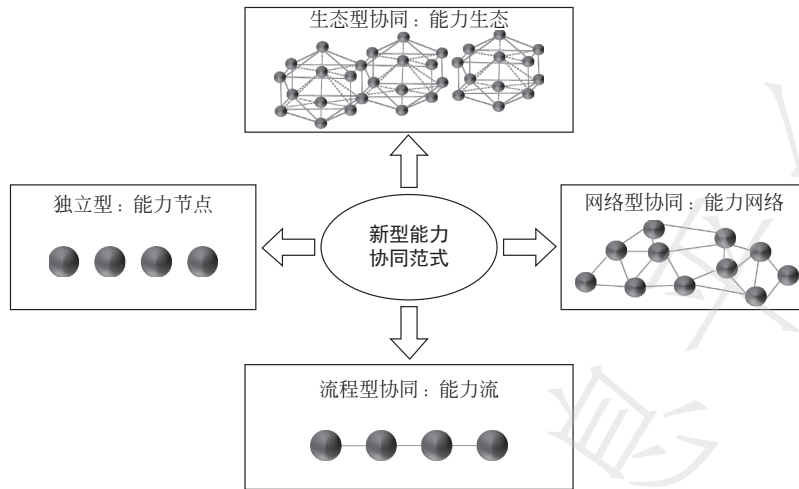 生态型协同：能力生态
独立型：能力节点
新型能力
协同范式
网络型协同：能力网络
流程型协同：能力流